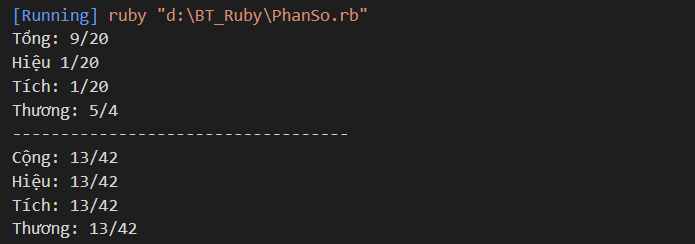 [Running] ruby "d:\BT_Ruby\PhanSo.rb"
Tổng: 9/20
Hiệu 1/20
Tích: 1/20
Thương: 5/4
-----------------------------------
Cộng: 13/42
Hiệu: 13/42
Tích: 13/42
Thương: 13/42